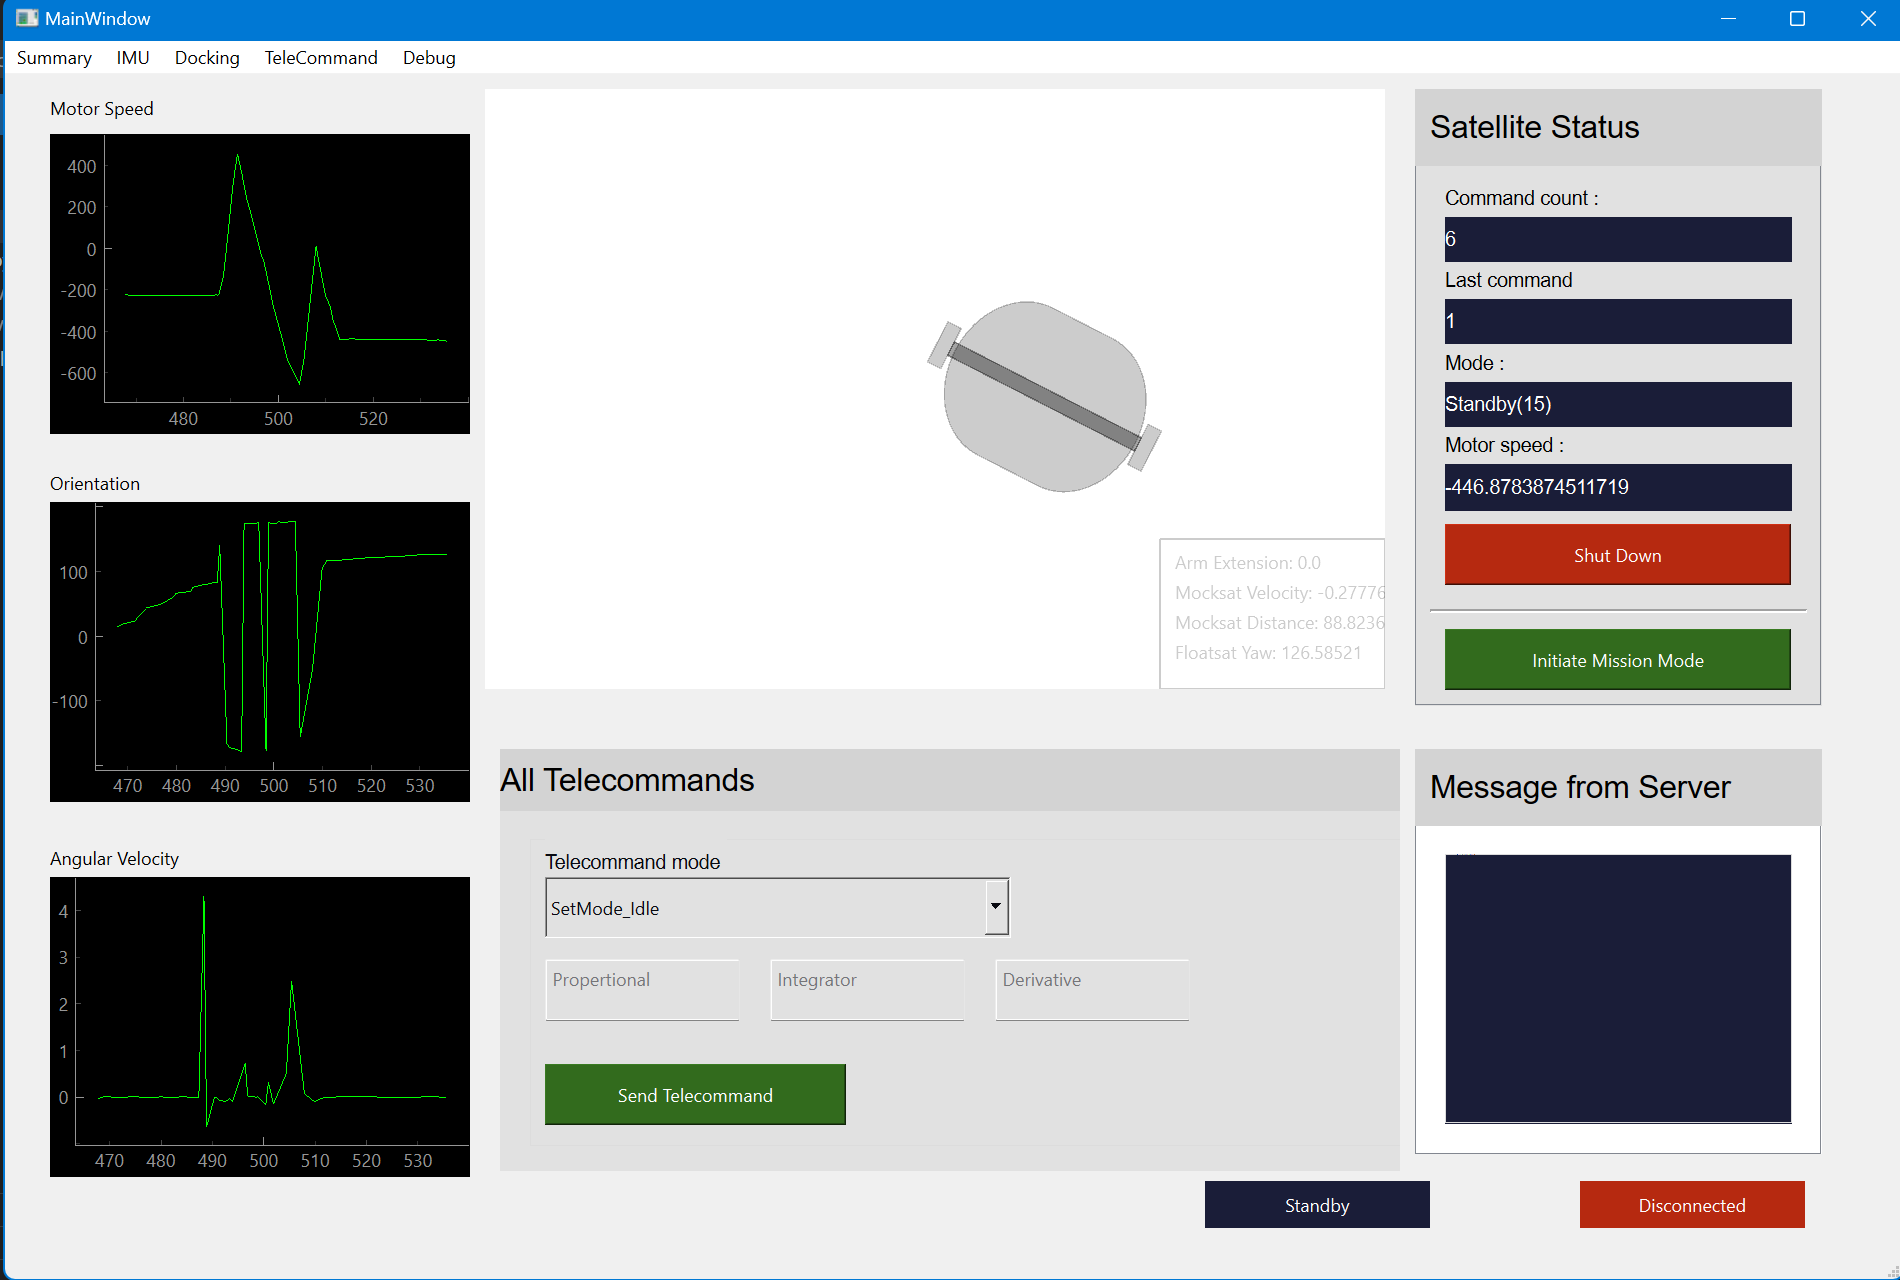 MainWindow
Summary IMU Docking TeleCommand Debug
Motor Speed
400
200
0
-200
-400
-600
480 500 520
Orientation
100
0
-100
470 480 490 500 510 520 530
Angular Velocity
4
3
2
1
0
470 480 490 500 510 520 530
Arm Extension: 0.0
Mocksat Velocity: -0.27776
Mocksat Distance: 88.8236
Floatsat Yaw: 126.58521
All Telecommands
Telecommand mode
SetMode_Idle
Propertional Integrator Derivative
Send Telecommand
Satellite Status
Command count :
6
Last command
1
Mode :
Standby(15)
Motor speed :
-446.8783874511719
Shut Down
Initiate Mission Mode
Message from Server
Standby
Disconnected